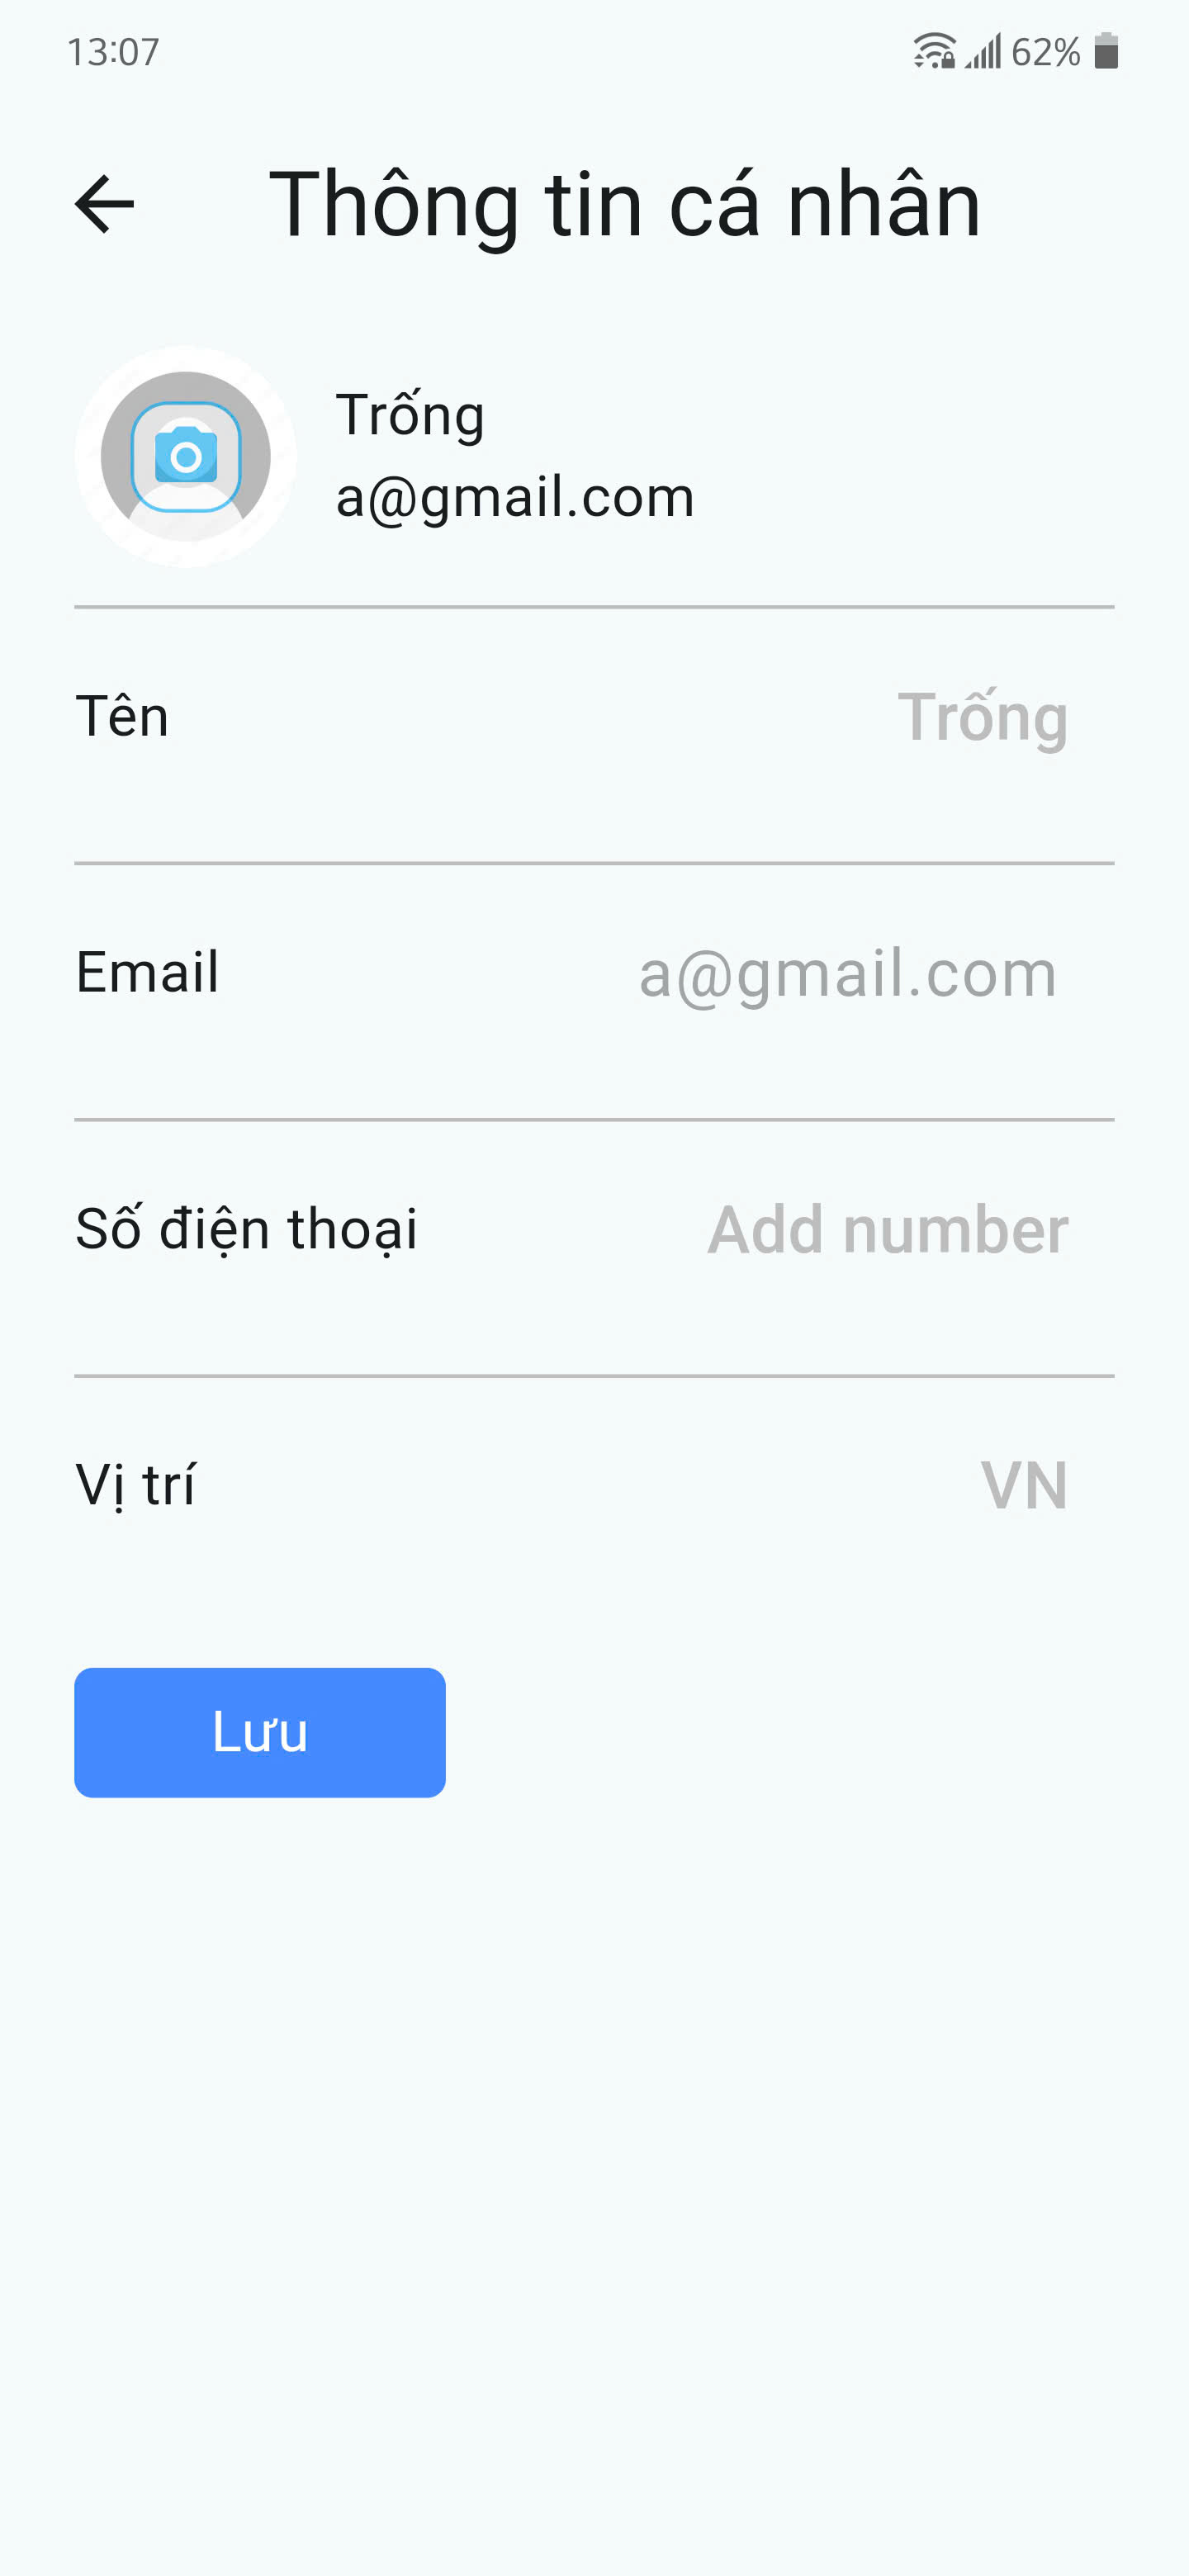 13:07
62%
Thông tin cá nhân
Trống
a@gmail.com
Tên
Trống
Email
a@gmail.com
Số điện thoại
Add number
Vị trí
VN
Lưu